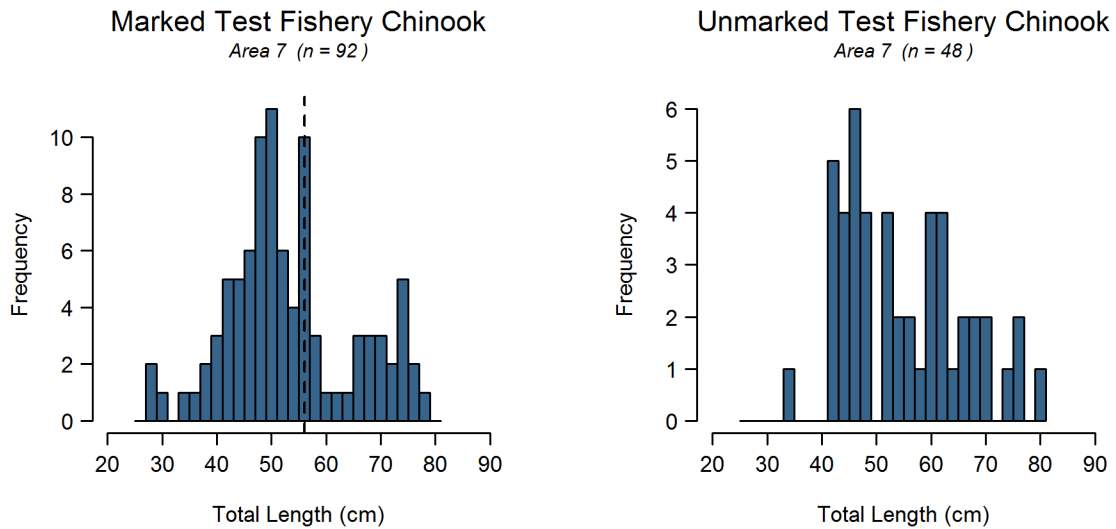 Marked Test Fishery Chinook
Area 7 (n = 92 )
Frequency
10
8
6
4
2
0
20 30 40 50 60 70 80 90
Total Length (cm)
Unmarked Test Fishery Chinook
Area 7 (n = 48 )
Frequency
6
5
4
3
2
1
0
20 30 40 50 60 70 80 90
Total Length (cm)